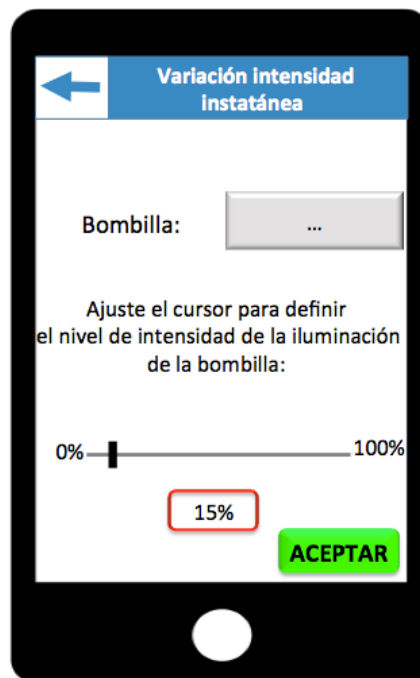 Variación intensidad
instatánea
Bombilla:
...
Ajuste el cursor para definir
el nivel de intensidad de la iluminación
de la bombilla:
0%
100%
15%
ACEPTAR